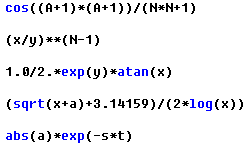 cos((A+1)*(A+1))/(N*N+1)
(x/y)**(N-1)
1.0/2.*exp(y)*atan(x)
(sqrt(x+a)+3.14159)/(2*log(x))
abs(a)*exp(-s*t)